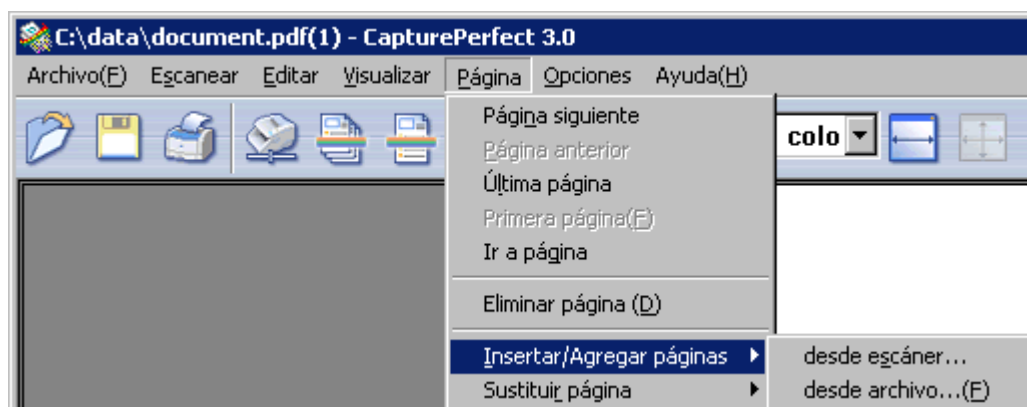 C:\data\document.pdf(1) - CapturePerfect 3.0
Archivo(F) Escanear Editar Visualizar Página Opciones Ayuda(H)
colo
Página siguiente
Página anterior
Última página
Primera página(F)
Ir a página
Eliminar página (D)
Insertar/Agregar páginas
Sustituir página
desde escáner...
desde archivo...(F)